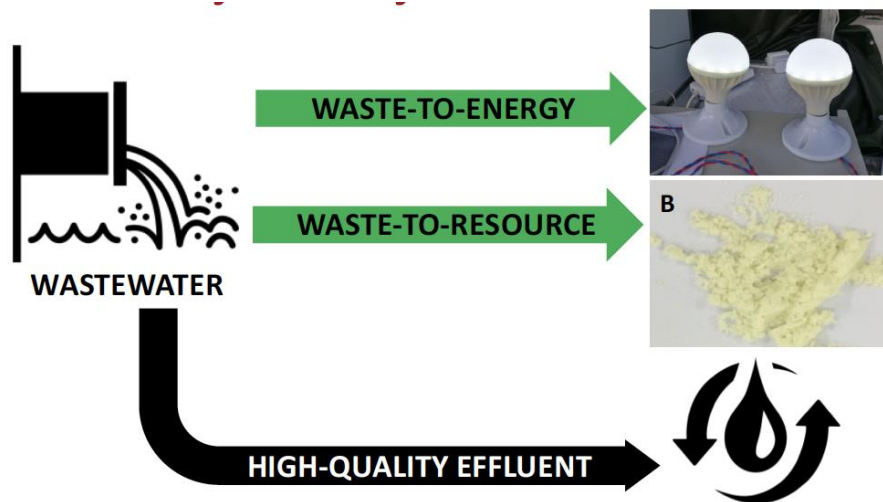 WASTE-TO-ENERGY
B
WASTE-TO-RESOURCE
WASTEWATER
HIGH-QUALITY EFFLUENT